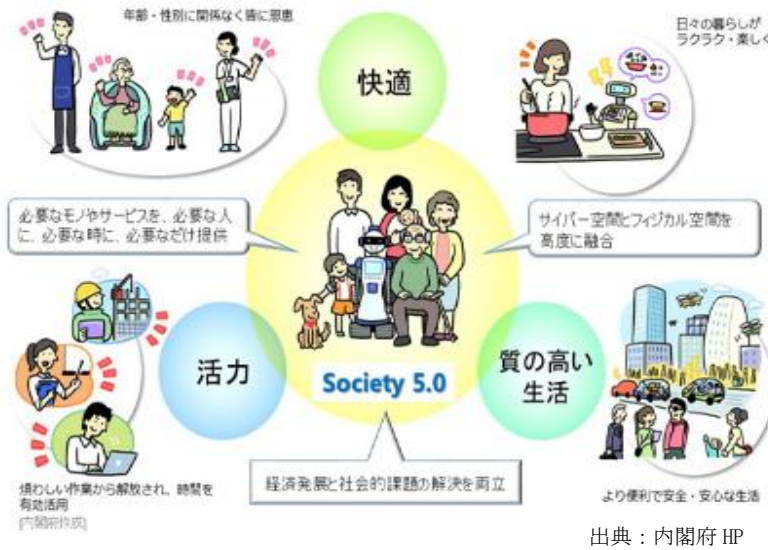 年齢・性別に関係なく皆に恩恵
日々の暮らしが
ラクラク・楽しく
快適
必要なモノやサービスを、必要な人
に、必要な時に、必要なだけ提供
サイバー空間とフィジカル空間を
高度に融合
活力
Society 5.0
質の高い
生活
経済発展と社会的課題の解決を両立
煩わしい作業から解放され、時間を
有効活用
[内閣府作成]
より便利で安全・安心な生活
出典：内閣府 HP